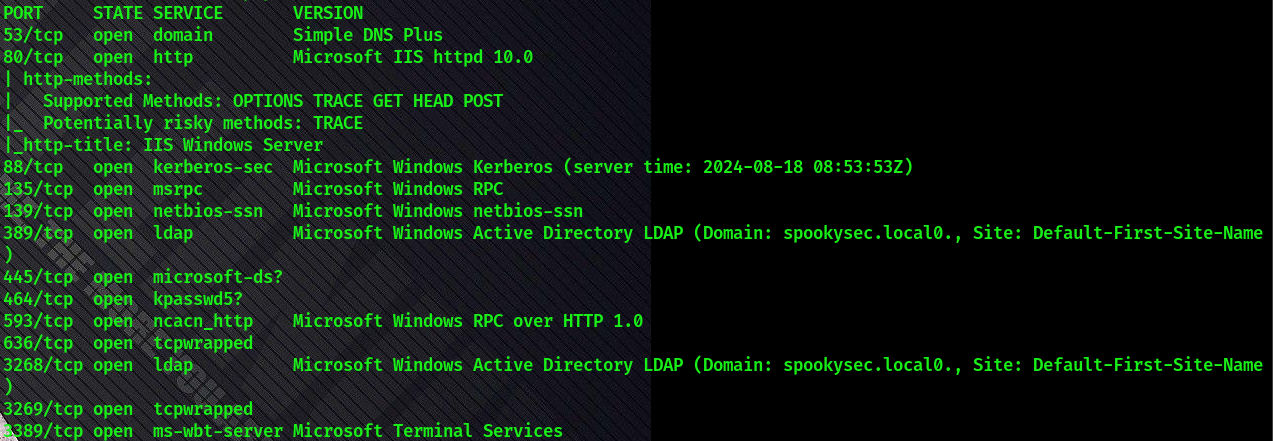 PORT     STATE SERVICE       VERSION
53/tcp   open  domain        Simple DNS Plus
80/tcp   open  http          Microsoft IIS httpd 10.0
| http-methods:
|   Supported Methods: OPTIONS TRACE GET HEAD POST
|_  Potentially risky methods: TRACE
|_http-title: IIS Windows Server
88/tcp   open  kerberos-sec  Microsoft Windows Kerberos (server time: 2024-08-18 08:53:53Z)
135/tcp  open  msrpc         Microsoft Windows RPC
139/tcp  open  netbios-ssn   Microsoft Windows netbios-ssn
389/tcp  open  ldap          Microsoft Windows Active Directory LDAP (Domain: spookysec.local0., Site: Default-First-Site-Name
)
445/tcp  open  microsoft-ds?
464/tcp  open  kpasswd5?
593/tcp  open  ncacn_http    Microsoft Windows RPC over HTTP 1.0
636/tcp  open  tcpwrapped
3268/tcp open  ldap          Microsoft Windows Active Directory LDAP (Domain: spookysec.local0., Site: Default-First-Site-Name
)
3269/tcp open  tcpwrapped
3389/tcp open  ms-wbt-server Microsoft Terminal Services